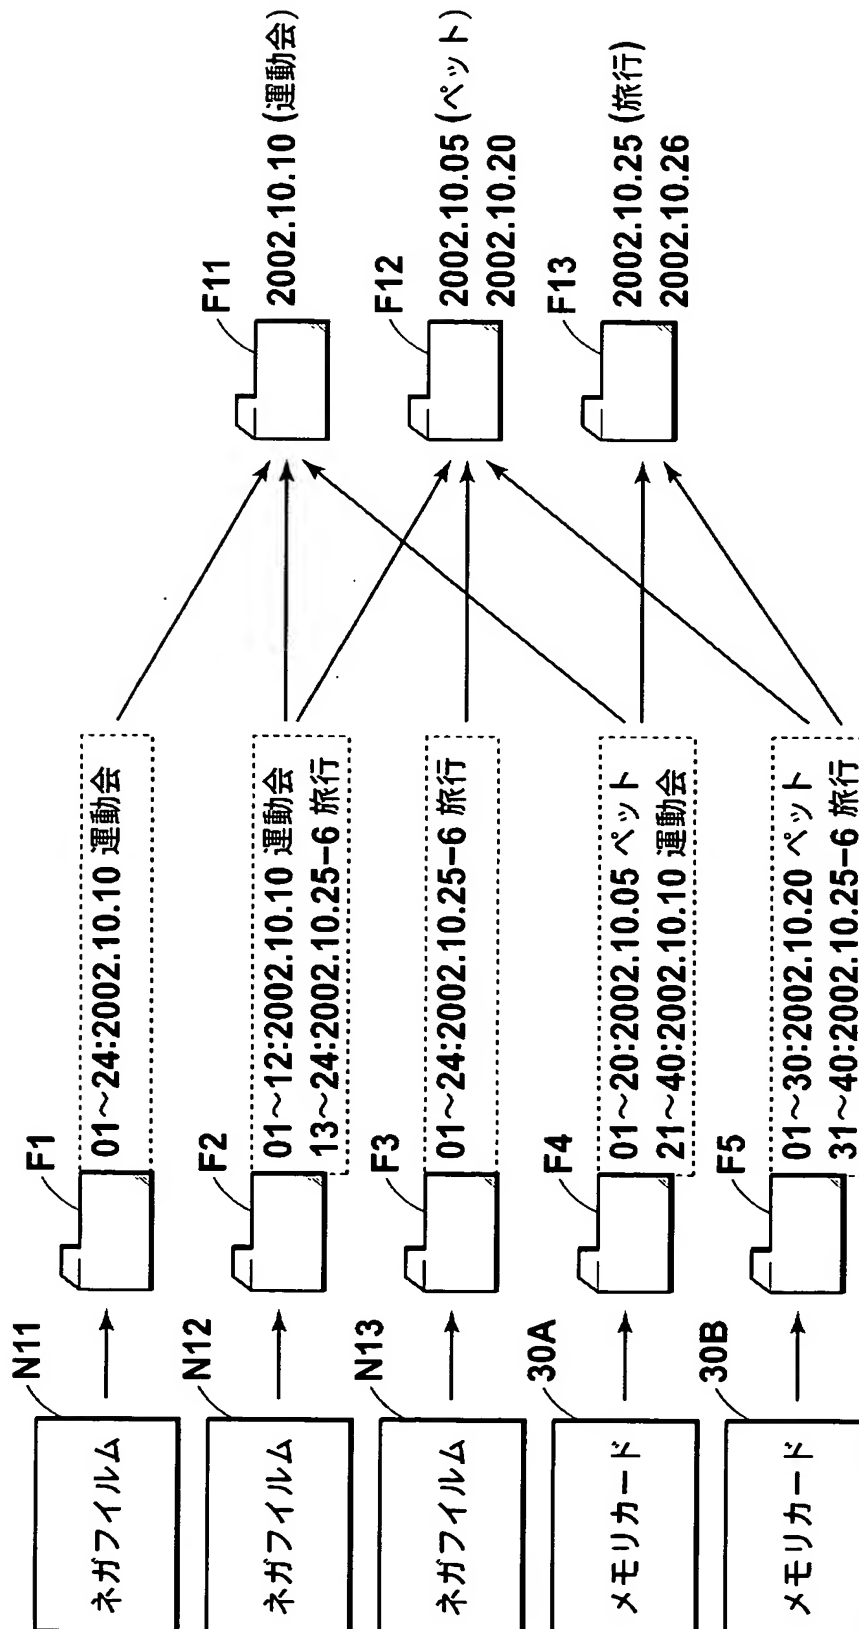 N11
ネガフイルム
F1
01~24:2002.10.10 運動会
N12
ネガフイルム
F2
01~12:2002.10.10 運動会
13~24:2002.10.25-6 旅行
N13
ネガフイルム
F3
01~24:2002.10.25-6 旅行
30A
メモリカード
F4
01~20:2002.10.05 ペット
21~40:2002.10.10 運動会
30B
メモリカード
F5
01~30:2002.10.20 ペット
31~40:2002.10.25-6 旅行
F11
2002.10.10 (運動会)
F12
2002.10.05 (ペット)
2002.10.20
F13
2002.10.25 (旅行)
2002.10.26